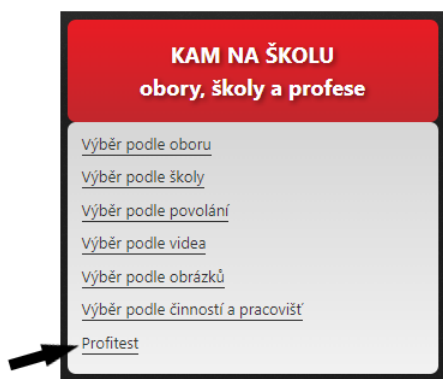 KAM NA ŠKOLU
obory, školy a profese
Výběr podle oboru
Výběr podle školy
Výběr podle povolání
Výběr podle videa
Výběr podle obrázků
Výběr podle činností a pracovišť
Profitest